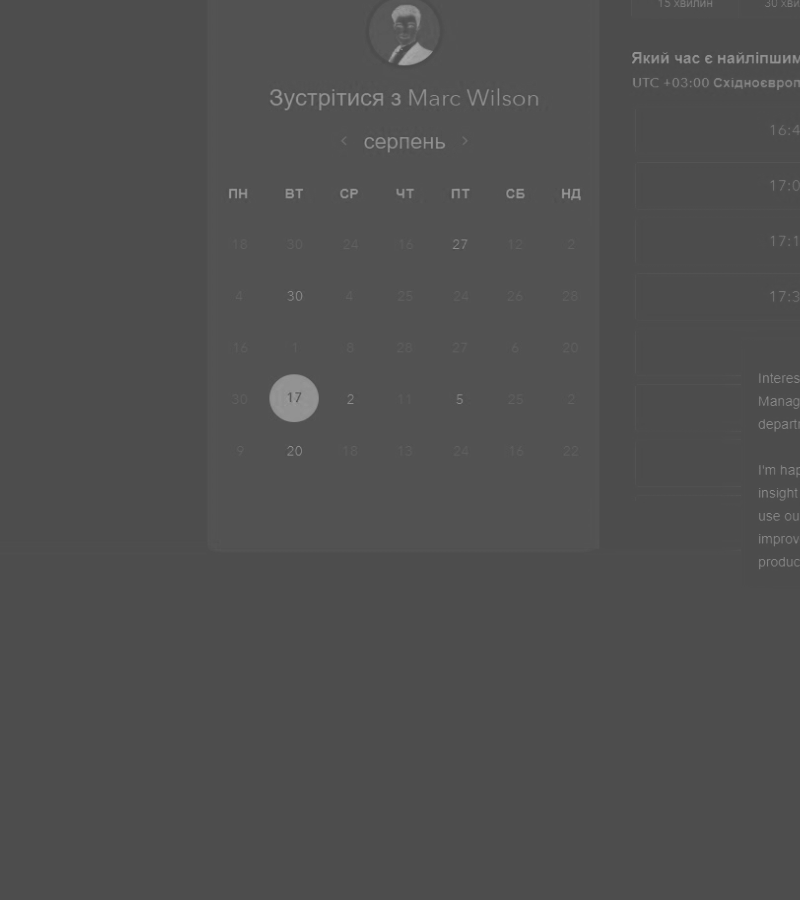 15 хвилин
30 хви
Зустрітися з Marc Wilson
серпень
ПН ВТ СР ЧТ ПТ СБ НД
18 30 24 16 27 12 2
4 30 4 25 24 26 28
16 1 8 28 27 6 20
30 17 2 11 5 25 2
9 20 18 13 24 16 22
Який час є найліпшим
UTC +03:00 Східноєвроп
16:4
17:0
17:1
17:3
Interes
Manag
depart
I'm hap
insight
use ou
improv
produc